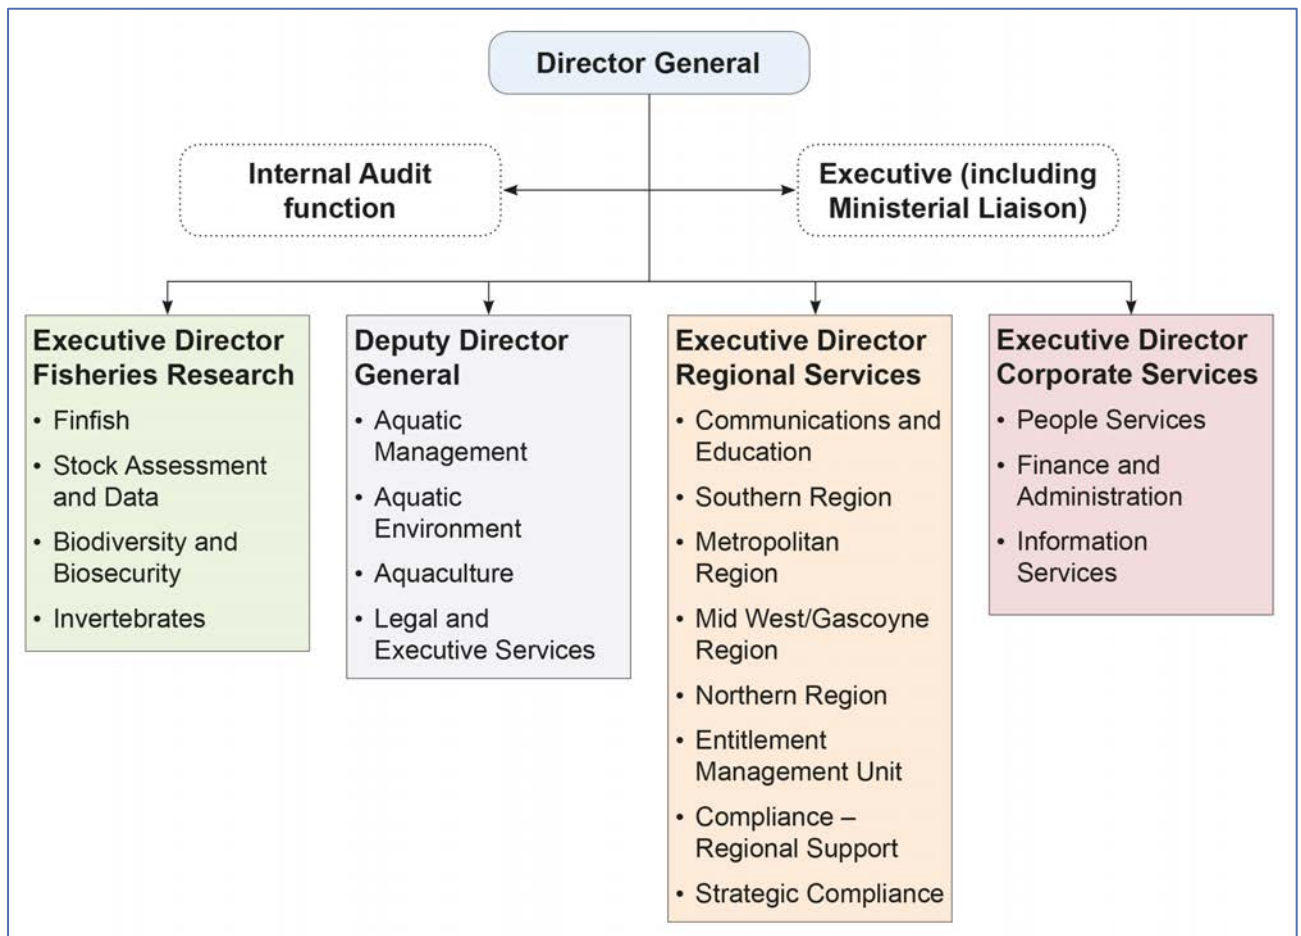 Director General
Internal Audit
function
Executive (including
Ministerial Liaison)
Executive Director
Fisheries Research
• Finfish
• Stock Assessment
and Data
• Biodiversity and
Biosecurity
• Invertebrates
Deputy Director
General
• Aquatic
Management
• Aquatic
Environment
• Aquaculture
• Legal and
Executive Services
Executive Director
Regional Services
• Communications and
Education
• Southern Region
• Metropolitan
Region
• Mid West/Gascoyne
Region
• Northern Region
• Entitlement
Management Unit
• Compliance –
Regional Support
• Strategic Compliance
Executive Director
Corporate Services
• People Services
• Finance and
Administration
• Information
Services